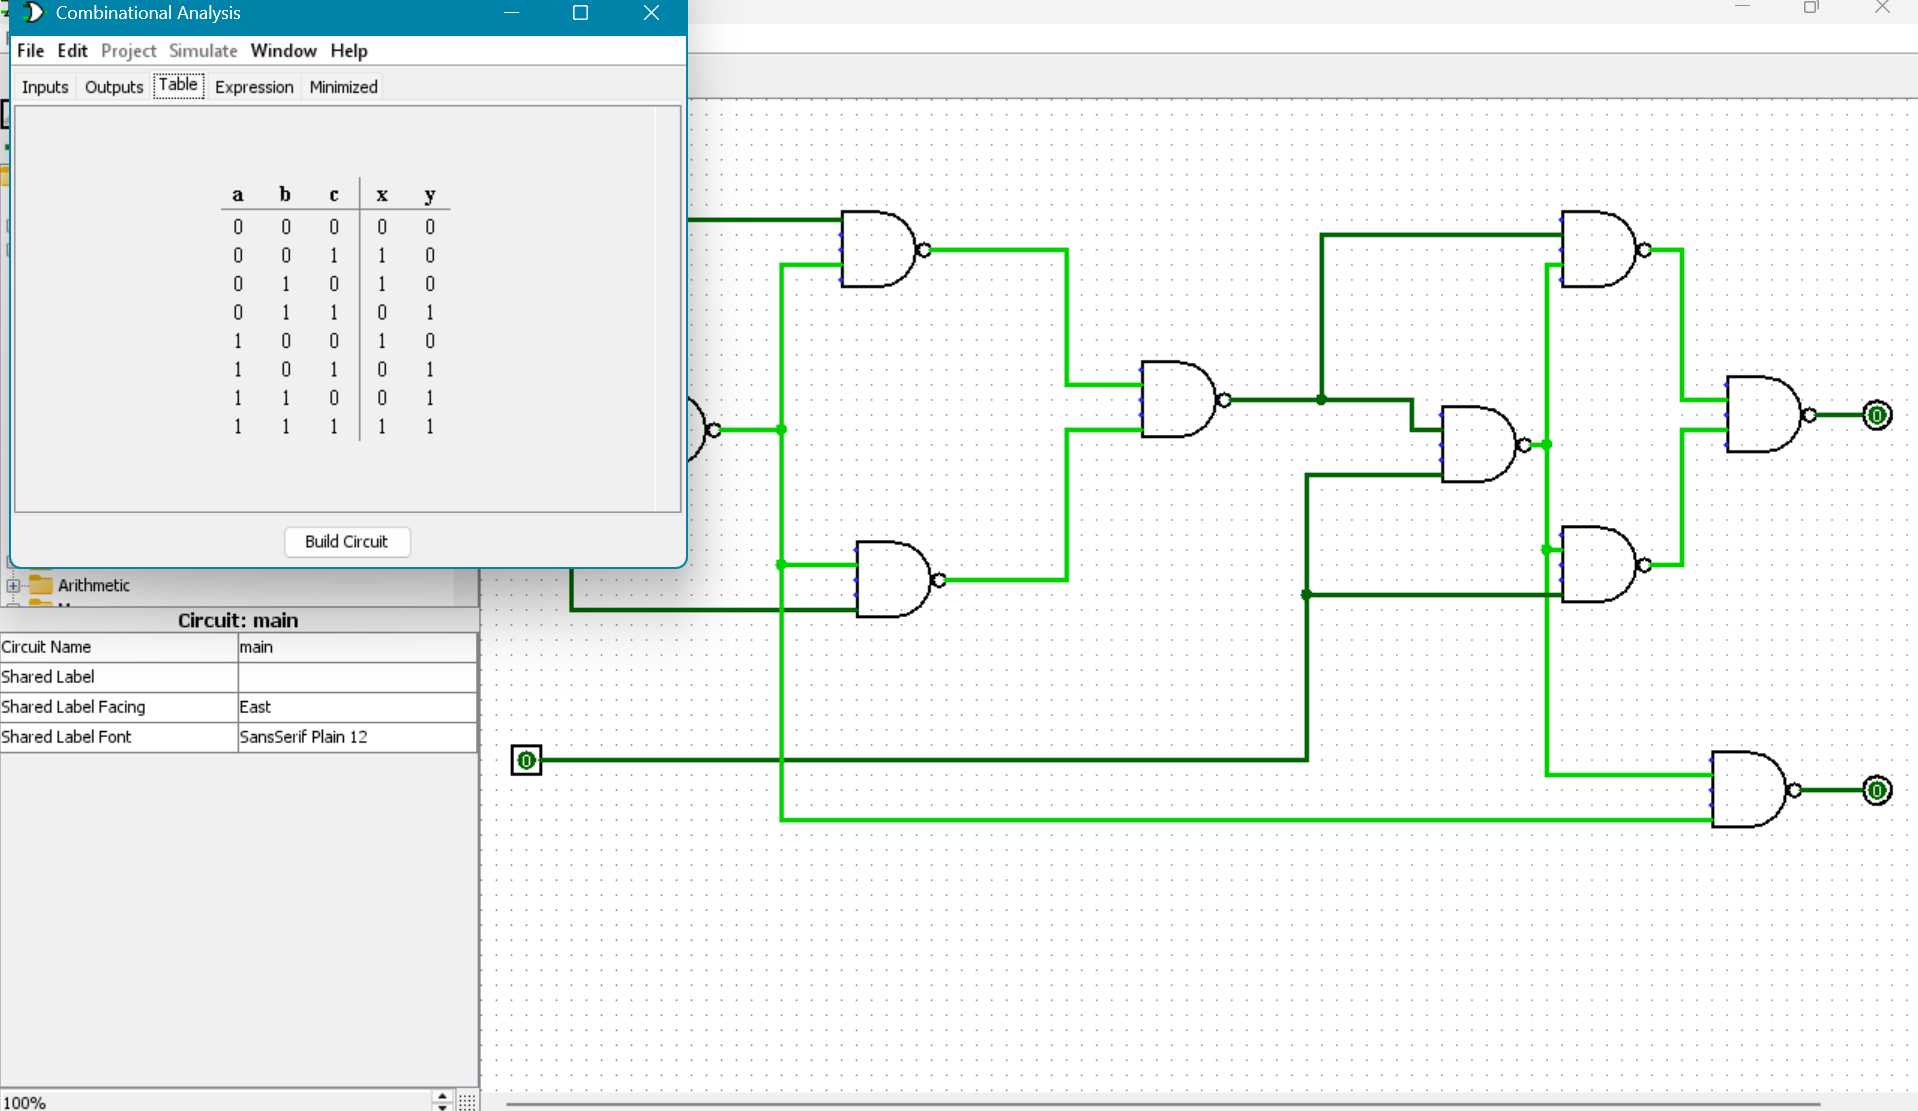 Combinational Analysis
File Edit Project Simulate Window Help
Inputs Outputs Table Expression Minimized
a b c x y
0 0 0 0 0
0 0 1 1 0
0 1 0 1 0
0 1 1 0 1
1 0 0 1 0
1 0 1 0 1
1 1 0 0 1
1 1 1 1 1
Build Circuit
Arithmetic
Circuit: main
Circuit Name main
Shared Label
Shared Label Facing East
Shared Label Font SansSerif Plain 12
0
0
0
100%